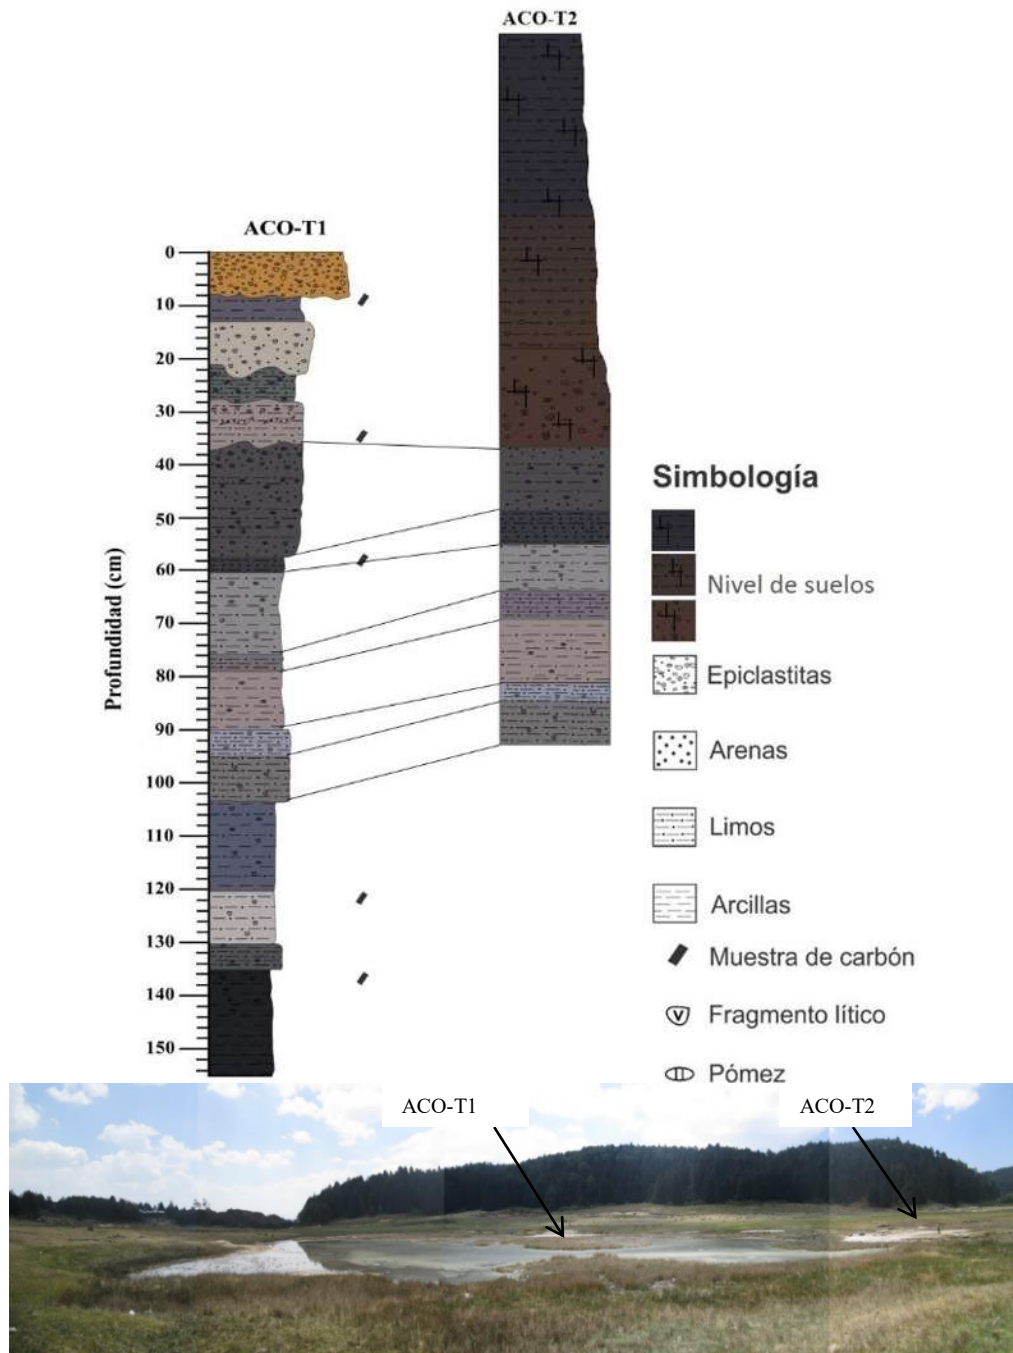 ACO-T2
ACO-T1
Profundidad (cm)
0
10
20
30
40
50
60
70
80
90
100
110
120
130
140
150
Simbología
Nivel de suelos
Epiclastitas
Arenas
Limos
Arcillas
Muestra de carbón
V Fragmento lítico
Pómez
ACO-T1
ACO-T2